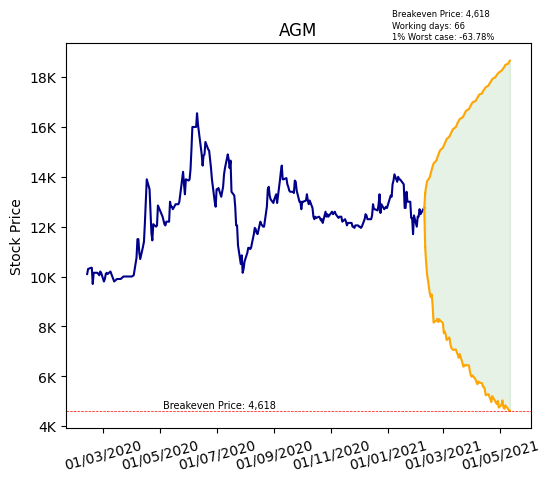 Breakeven Price: 4,618
Working days: 66
1% Worst case: -63.78%
AGM
Stock Price
18K
16K
14K
12K
10K
8K
6K
4K
Breakeven Price: 4,618
01/03/2020
01/05/2020
01/07/2020
01/09/2020
01/11/2020
01/01/2021
01/03/2021
01/05/2021